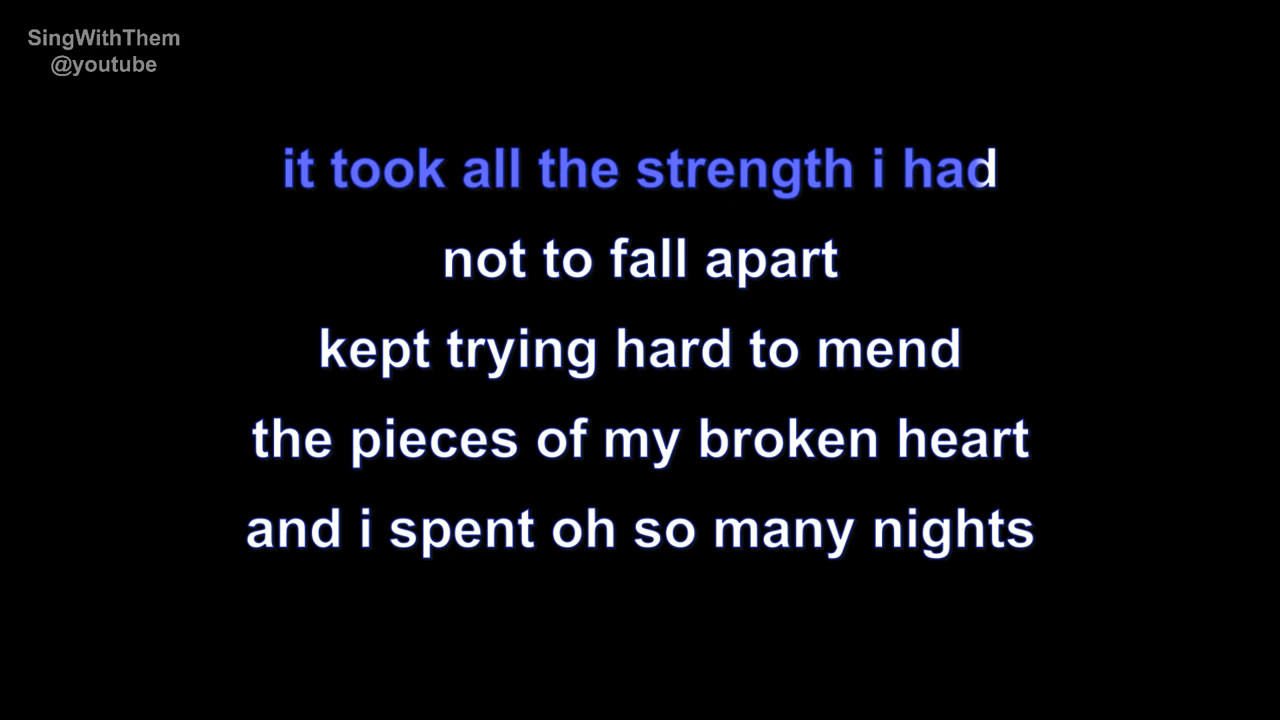 SingWithThem
@youtube
it took all the strength i had
not to fall apart
kept trying hard to mend
the pieces of my broken heart
and i spent oh so many nights